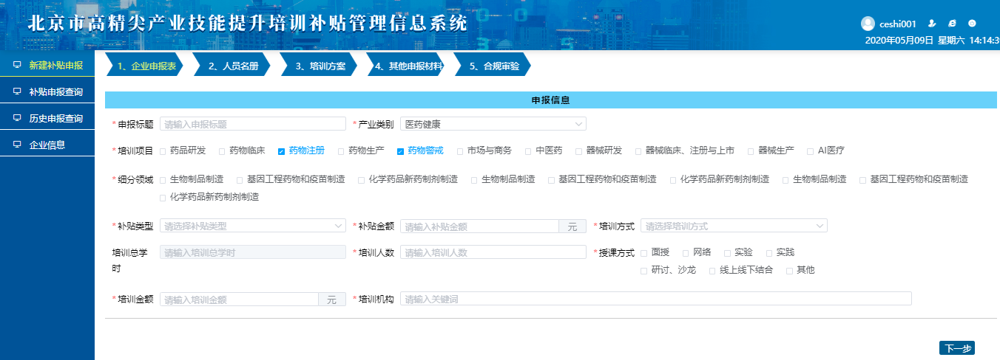 北京市高精尖产业技能提升培训补贴管理信息系统
ceshi001
2020年05月09日 星期六 14:14:3
新建补贴申报
补贴申报查询
历史申报查询
企业信息
1、企业申报表 2、人员名册 3、培训方案 4、其他申报材料 5、合规审验
申报信息
* 申报标题 请输入申报标题 * 产业类别 医药健康
* 培训项目 药品研发 药物临床 药物注册 药物生产 药物警戒 市场与商务 中医药 器械研发 器械临床、注册与上市 器械生产 AI医疗
* 细分领域 生物制品制造 基因工程药物和疫苗制造 化学药品新药制剂制造 生物制品制造 基因工程药物和疫苗制造 化学药品新药制剂制造 生物制品制造 基因工程药物和疫苗制造
化学药品新药制剂制造
* 补贴类型 请选择补贴类型 * 补贴金额 请输入补贴金额 元 * 培训方式 请选择培训方式
培训总学时 请输入培训总学时 * 培训人数 请输入培训人数 * 授课方式 面授 网络 实验 实践
研讨、沙龙 线上线下结合 其他
* 培训金额 请输入培训金额 元 * 培训机构 请输入关键词
下一步